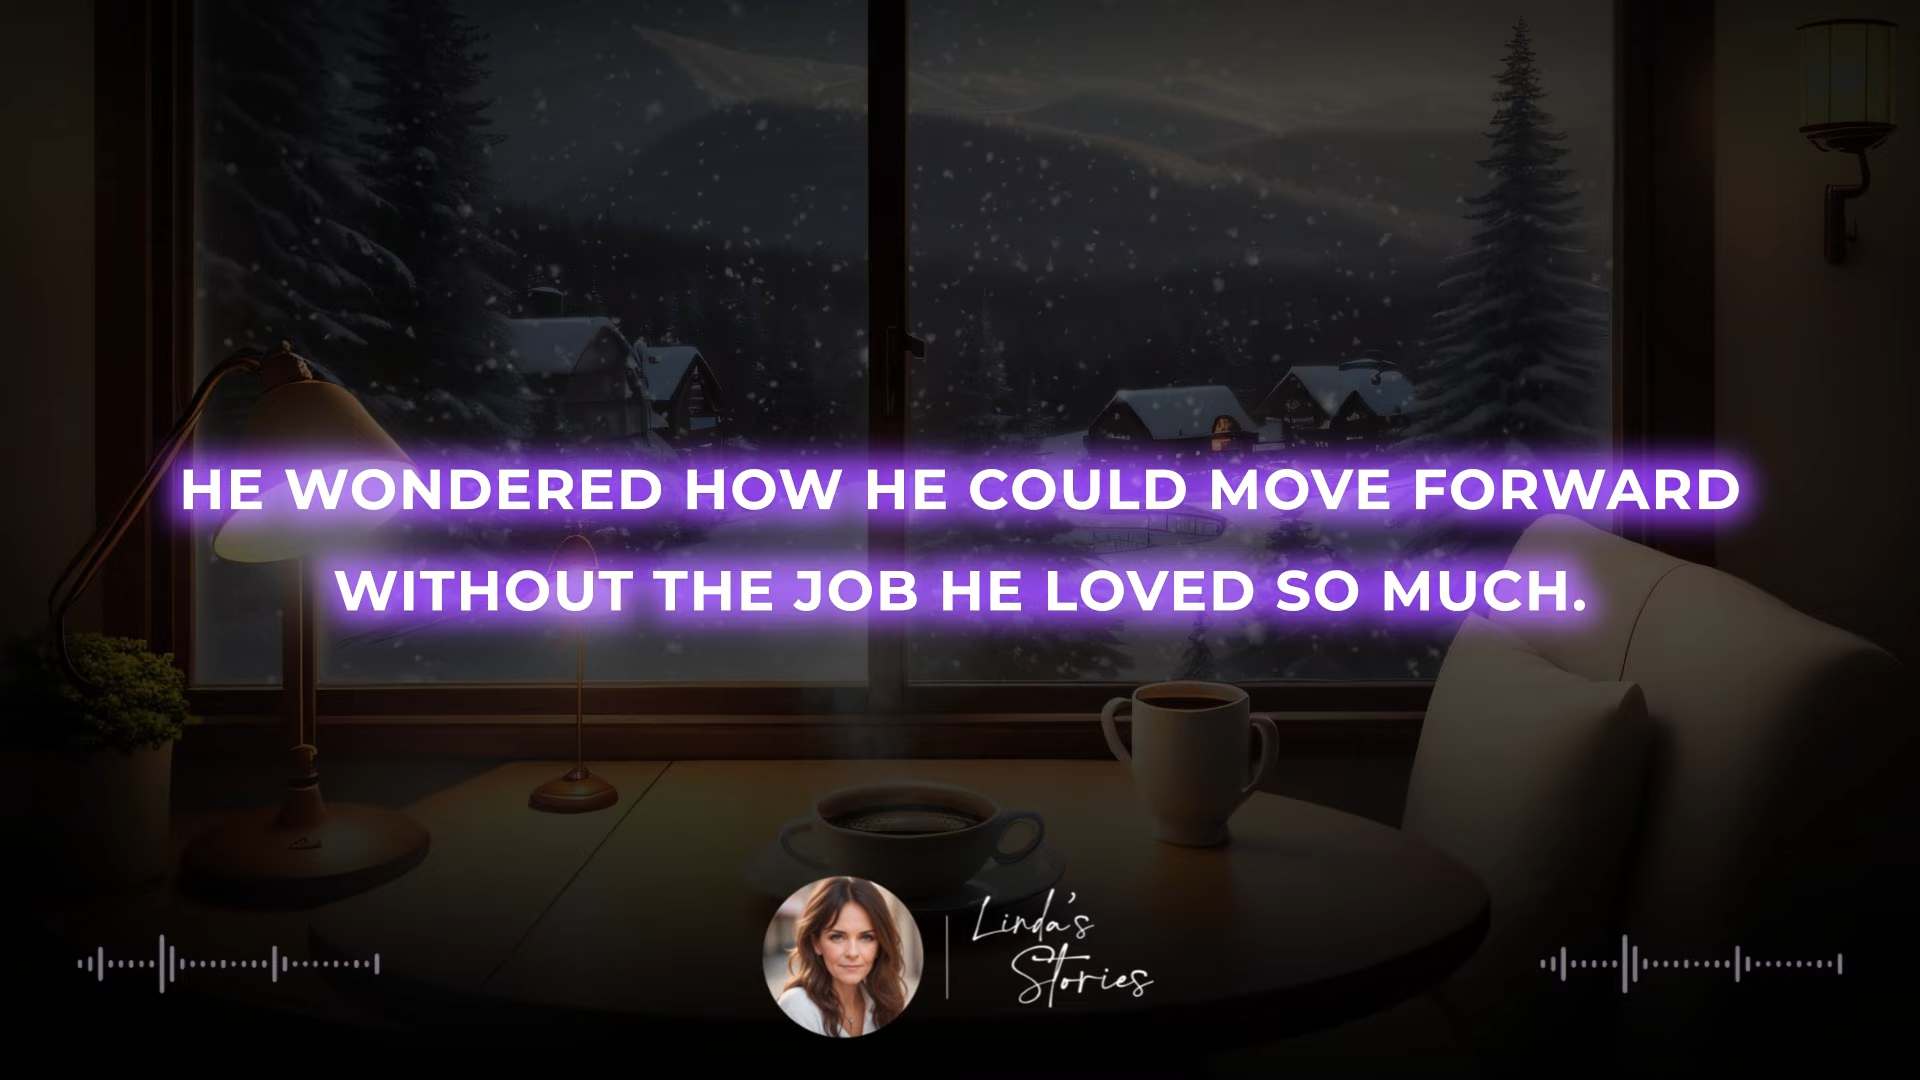 HE WONDERED HOW HE COULD MOVE FORWARD
WITHOUT THE JOB HE LOVED SO MUCH.
Linda's
Stories